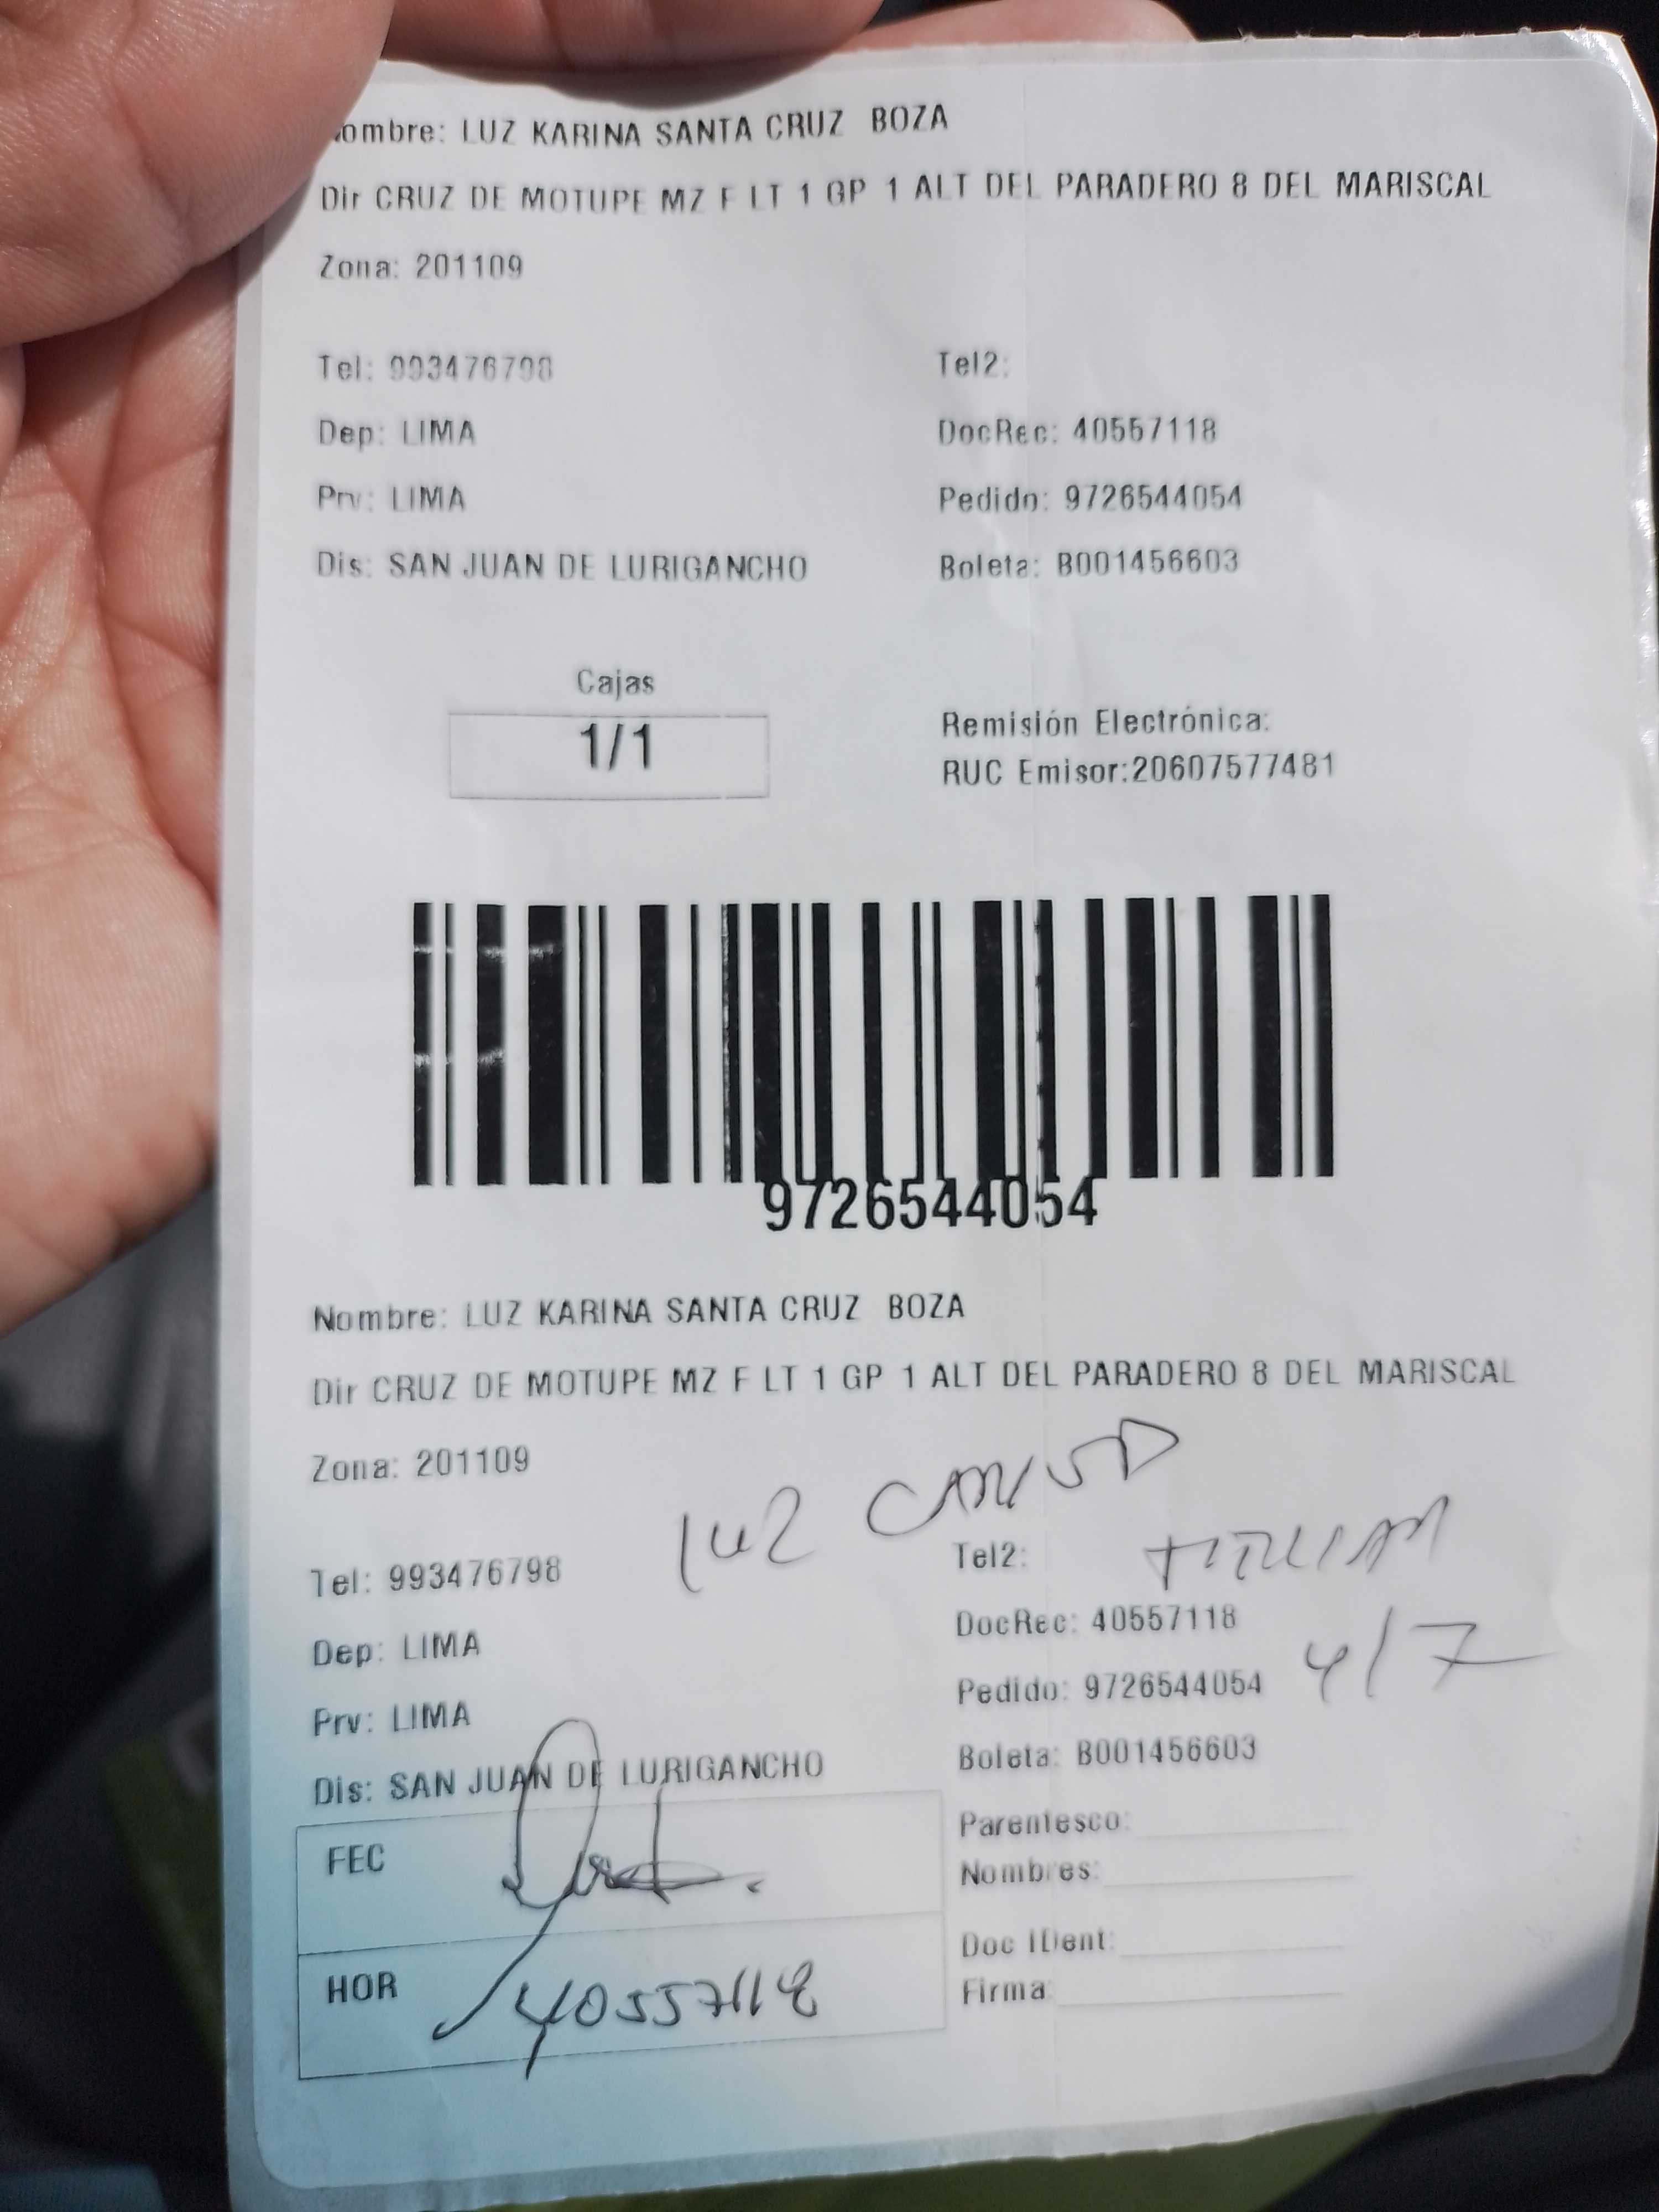 Nombre: LUZ KARINA SANTA CRUZ BOZA
Dir CRUZ DE MOTUPE MZ F LT 1 GP 1 ALT DEL PARADERO 8 DEL MARISCAL
Zona: 201109
Tel: 993476798 Tel2:
Dep: LIMA DocRec: 40557118
Prv: LIMA Pedido: 9726544054
Dis: SAN JUAN DE LURIGANCHO Boleta: B001456603
Cajas
1/1
Remisión Electrónica:
RUC Emisor:20607577481
9726544054
Nombre: LUZ KARINA SANTA CRUZ BOZA
Dir CRUZ DE MOTUPE MZ F LT 1 GP 1 ALT DEL PARADERO 8 DEL MARISCAL
Zona: 201109
luz
Tel: 993476798 Tel2:
Dep: LIMA DocRec: 40557118
4/7
Prv: LIMA Pedido: 9726544054
Dis: SAN JUAN DE LURIGANCHO Boleta: B001456603
FEC
Parentesco:
Nombres:
HOR 40557118
Doc IDent:
Firma